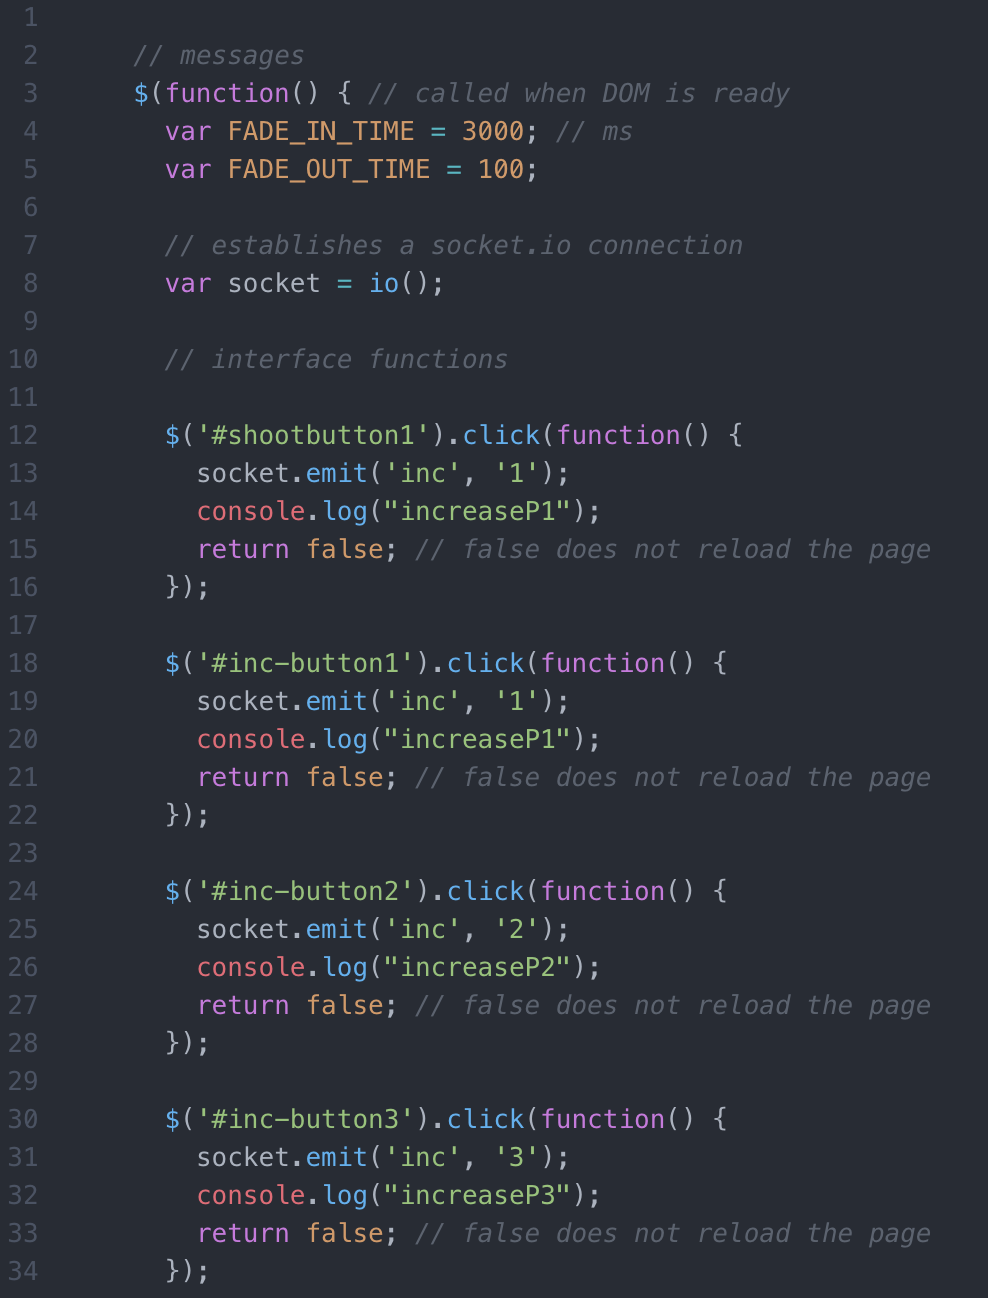 1
2 // messages
3 $(function() { // called when DOM is ready
4 var FADE_IN_TIME = 3000; // ms
5 var FADE_OUT_TIME = 100;
6
7 // establishes a socket.io connection
8 var socket = io();
9
10 // interface functions
11
12 $('#shootbutton1').click(function() {
13 socket.emit('inc', '1');
14 console.log("increaseP1");
15 return false; // false does not reload the page
16 });
17
18 $('#inc-button1').click(function() {
19 socket.emit('inc', '1');
20 console.log("increaseP1");
21 return false; // false does not reload the page
22 });
23
24 $('#inc-button2').click(function() {
25 socket.emit('inc', '2');
26 console.log("increaseP2");
27 return false; // false does not reload the page
28 });
29
30 $('#inc-button3').click(function() {
31 socket.emit('inc', '3');
32 console.log("increaseP3");
33 return false; // false does not reload the page
34 });